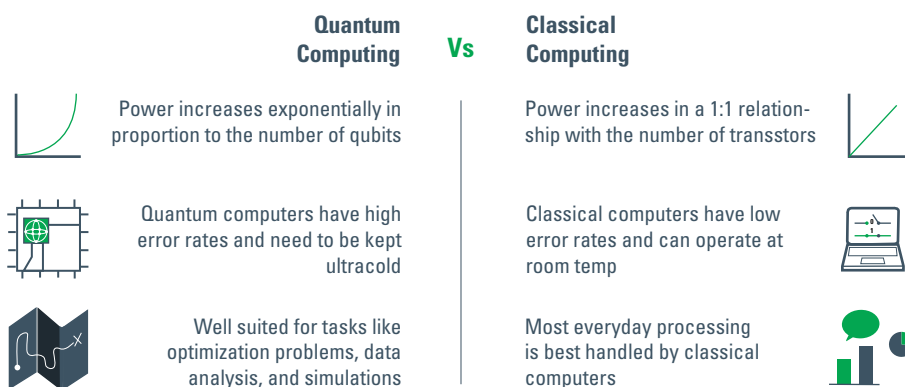 Quantum
Computing
Vs
Classical
Computing
Power increases exponentially in
proportion to the number of qubits
Power increases in a 1:1 relation-
ship with the number of transstors
Quantum computers have high
error rates and need to be kept
ultracold
Classical computers have low
error rates and can operate at
room temp
0
1
Well suited for tasks like
optimization problems, data
analysis, and simulations
Most everyday processing
is best handled by classical
computers